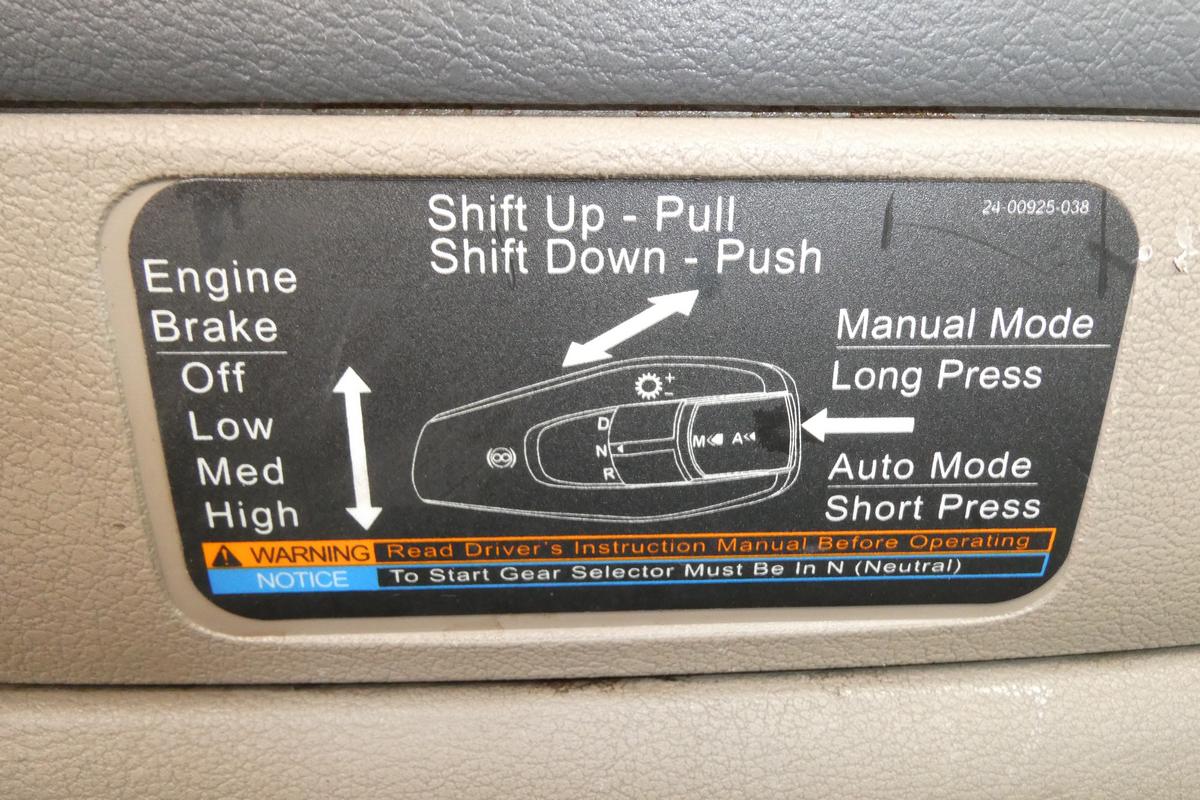 Shift Up - Pull
Shift Down - Push
24-00925-038
Engine
Brake
Off
Low
Med
High
Manual Mode
Long Press
Auto Mode
Short Press
+
-
D
N
R
M A
WARNING Read Driver's Instruction Manual Before Operating
NOTICE To Start Gear Selector Must Be In N (Neutral)